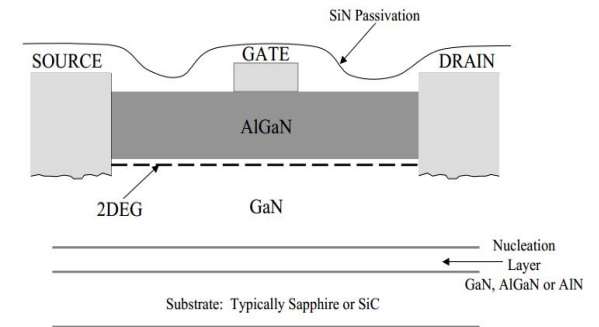 SiN Passivation
SOURCE
GATE
DRAIN
AlGaN
2DEG
GaN
Nucleation
Layer
GaN, AlGaN or AlN
Substrate: Typically Sapphire or SiC